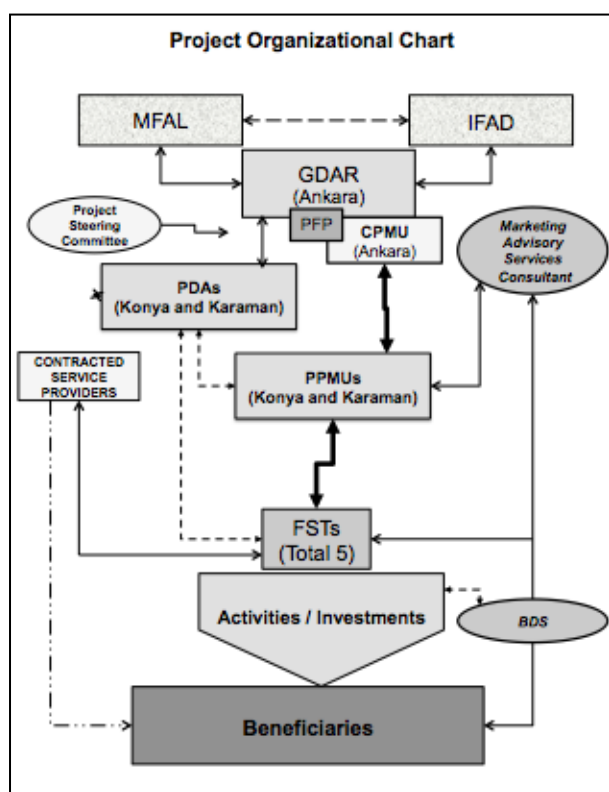 Project Organizational Chart
MFAL
IFAD
GDAR
(Ankara)
Project
Steering
Committee
PFP
CPMU
(Ankara)
Marketing
Advisory
Services
Consultant
PDAs
(Konya and Karaman)
CONTRACTED
SERVICE
PROVIDERS
PPMUs
(Konya and Karaman)
FSTs
(Total 5)
Activities / Investments
BDS
Beneficiaries